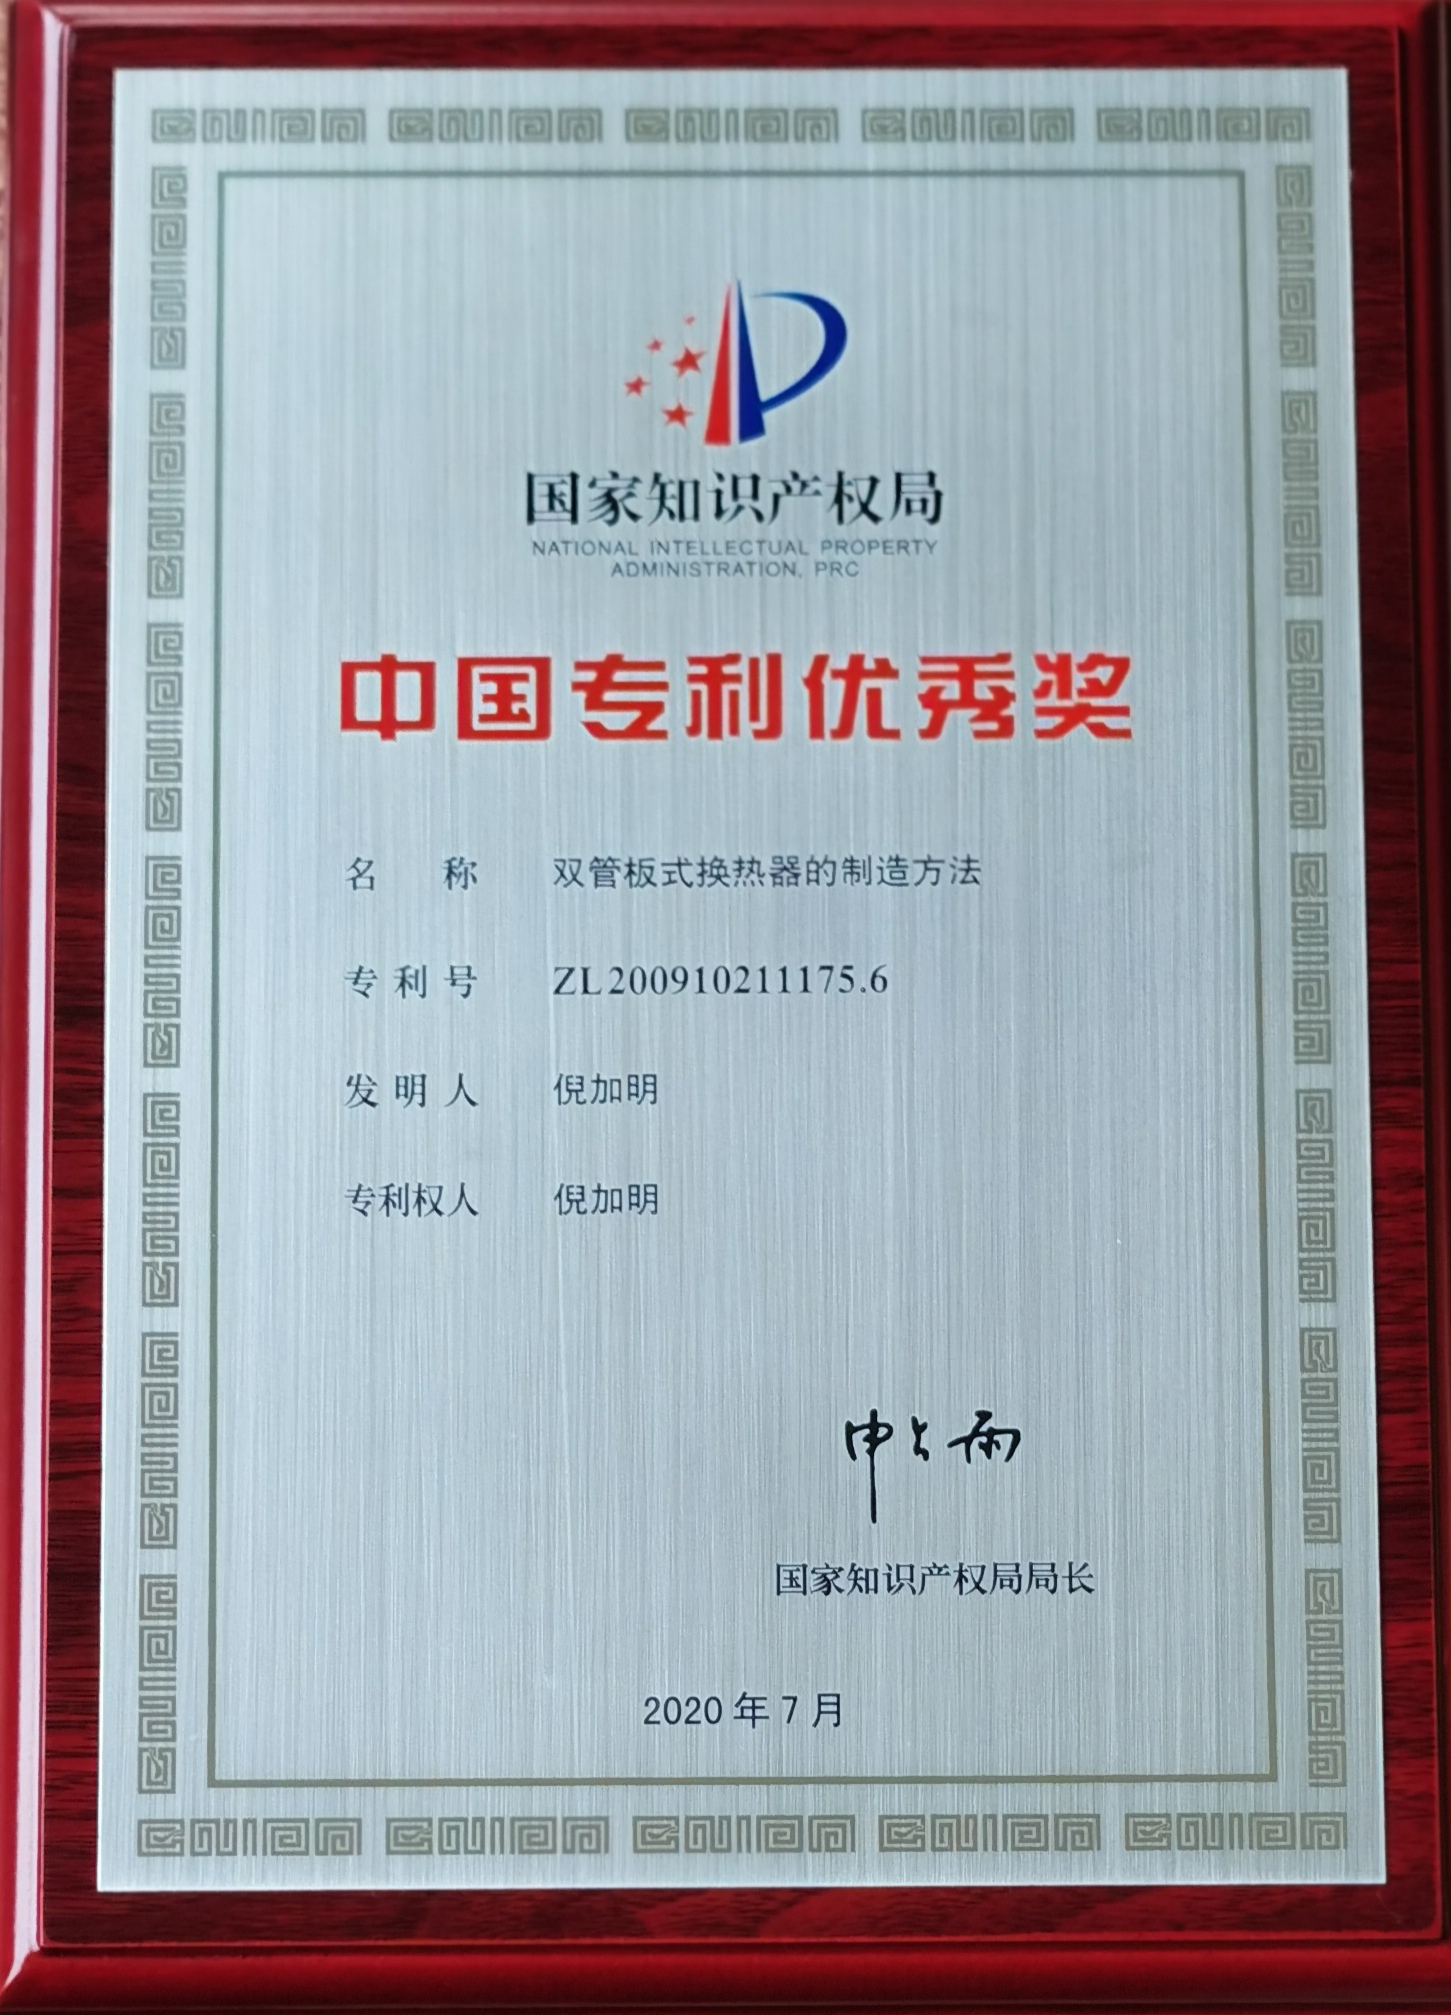 国家知识产权局
NATIONAL INTELLECTUAL PROPERTY
ADMINISTRATION, PRC
中国专利优秀奖
名 称 双管板式换热器的制造方法
专利号 ZL200910211175.6
发明人 倪加明
专利权人 倪加明
申长雨
国家知识产权局局长
2020年7月